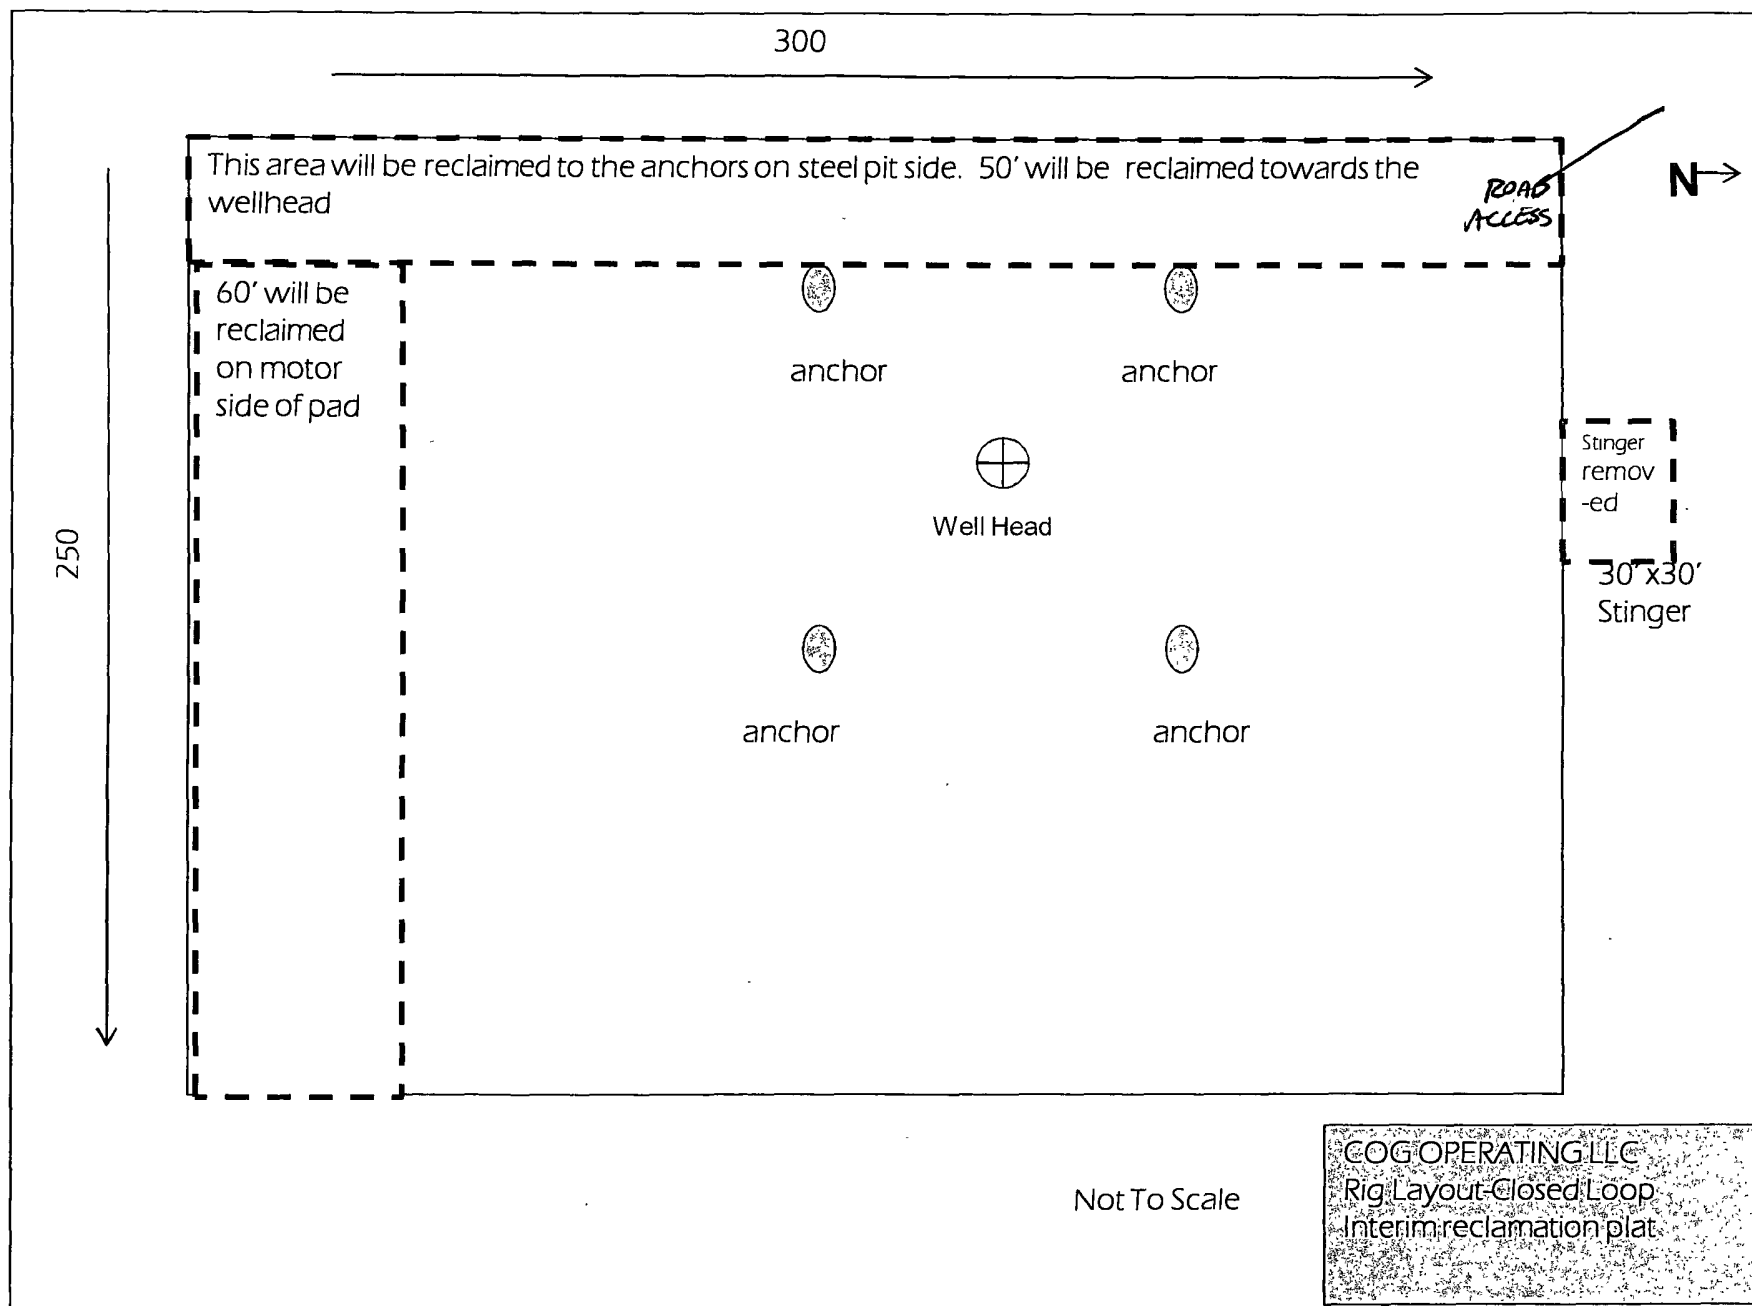 300
This area will be reclaimed to the anchors on steel pit side. 50' will be reclaimed towards the
wellhead
ROAD
ACCESS
N
60' will be
reclaimed
on motor
side of pad
anchor
anchor
Stinger
remov
-ed
Well Head
250
30'x30'
Stinger
anchor
anchor
Not To Scale
COG OPERATING LLC
Rig Layout-Closed Loop
Interim reclamation plat